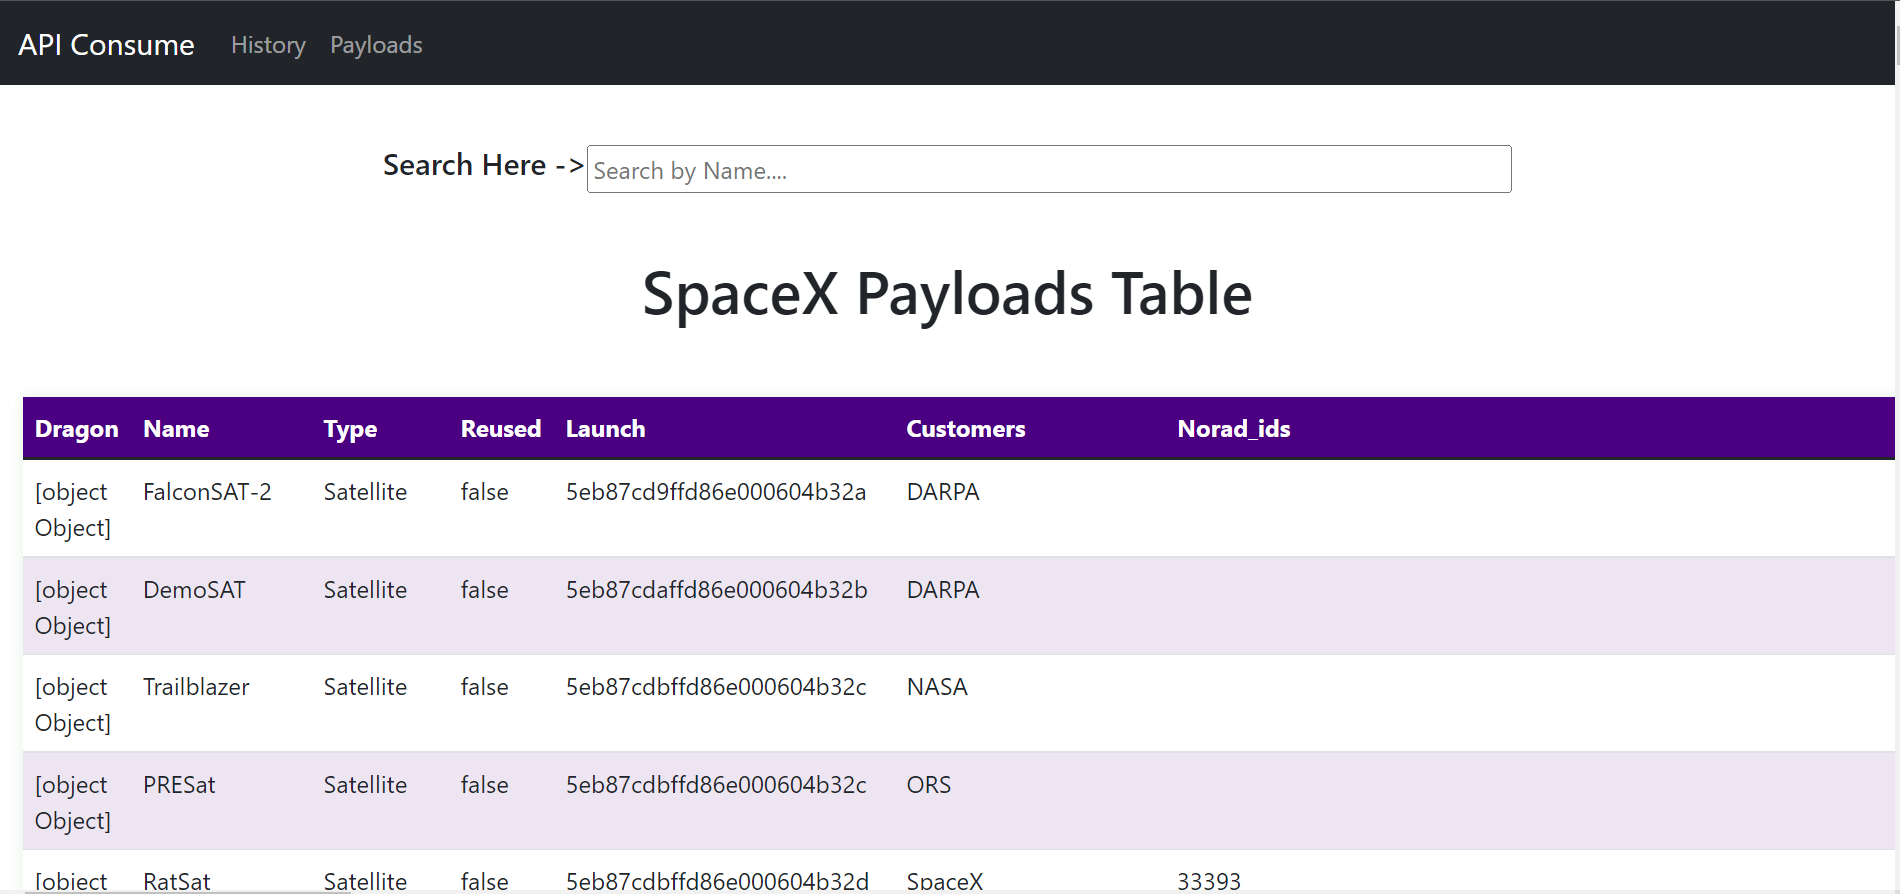 API Consume History Payloads
Search Here -> Search by Name....
SpaceX Payloads Table
Dragon Name Type Reused Launch Customers Norad_ids
[object FalconSAT-2 Satellite false 5eb87cd9ffd86e000604b32a DARPA
Object]
[object DemoSAT Satellite false 5eb87cdaffd86e000604b32b DARPA
Object]
[object Trailblazer Satellite false 5eb87cdbffd86e000604b32c NASA
Object]
[object PRESat Satellite false 5eb87cdbffd86e000604b32c ORS
Object]
[object RatSat Satellite false 5eb87cdbffd86e000604b32d SpaceX 33393